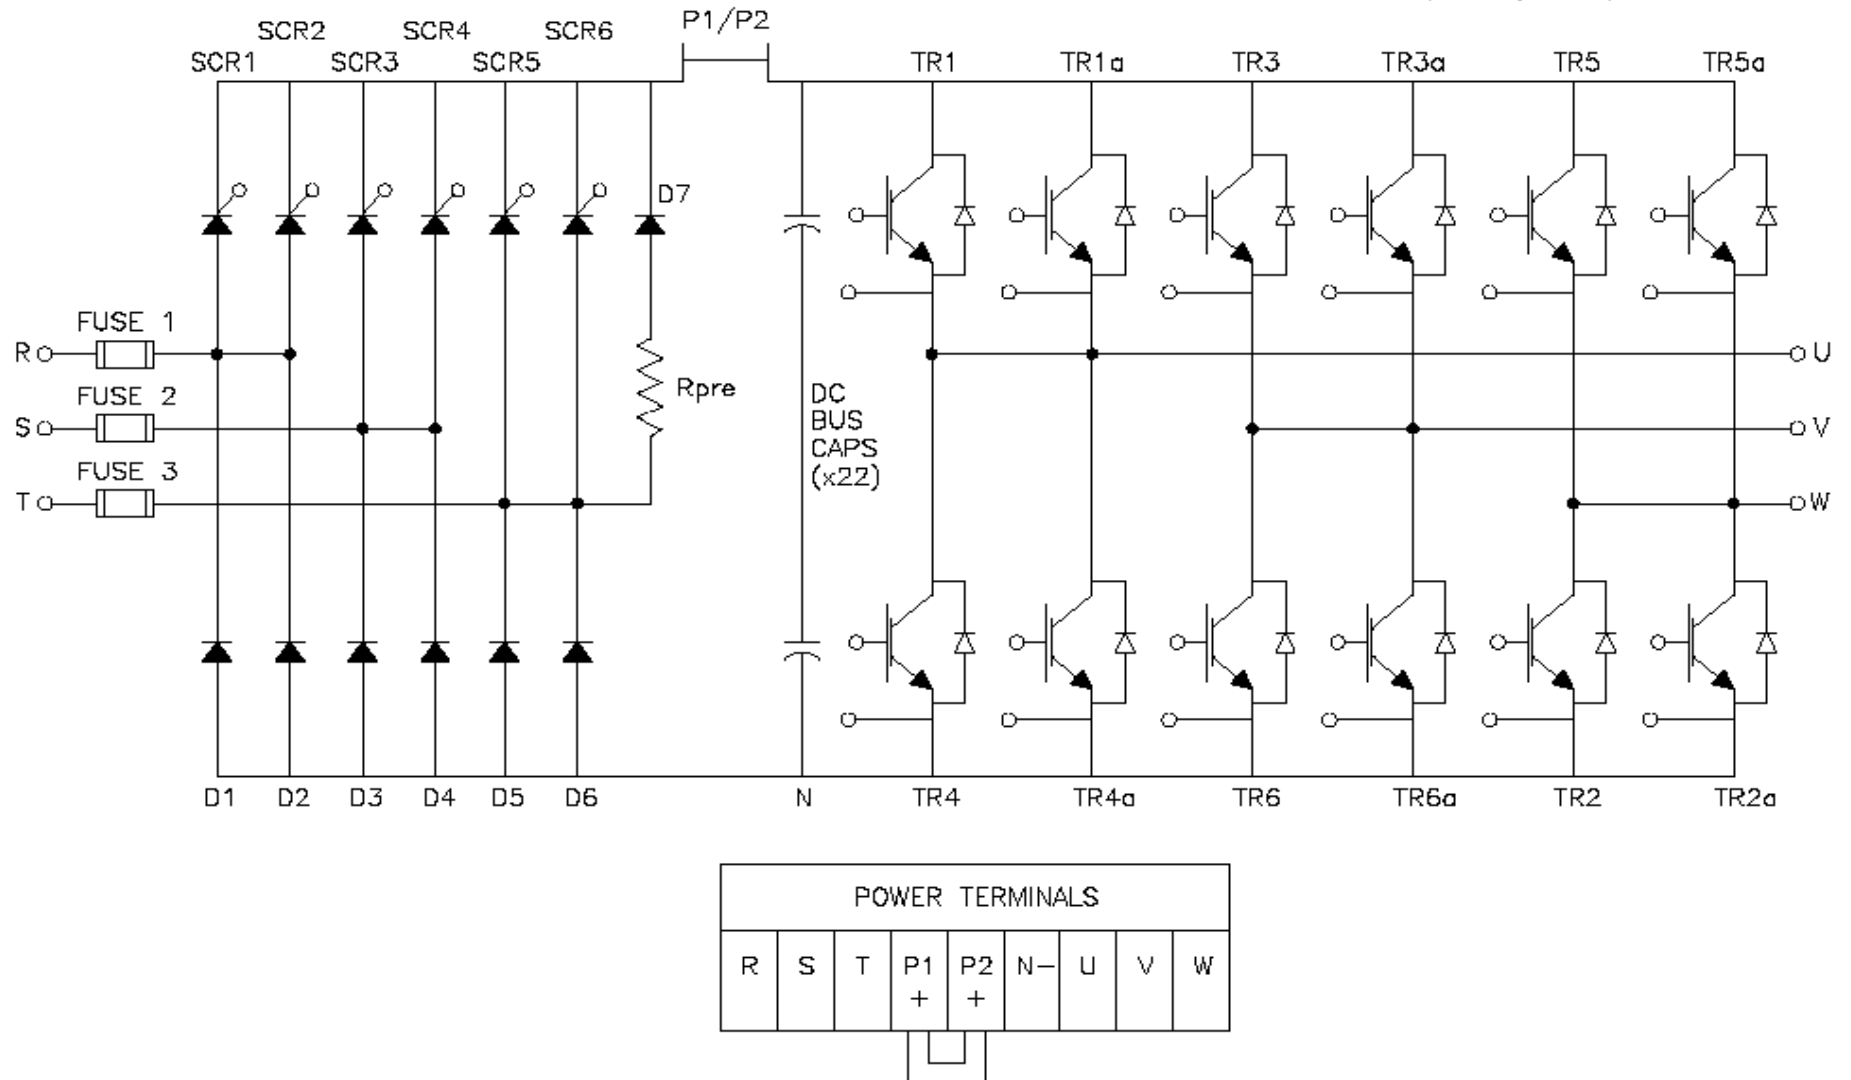 SCR2 SCR4 SCR6 P1/P2
SCR1 SCR3 SCR5 TR1 TR1a TR3 TR3a TR5 TR5a
D7
FUSE 1
R U
Rpre
FUSE 2
S V
DC
BUS
CAPS
(x22)
FUSE 3
T W
D1 D2 D3 D4 D5 D6 N TR4 TR4a TR6 TR6a TR2 TR2a
POWER TERMINALS
R S T P1 P2 N- U V W
+ +